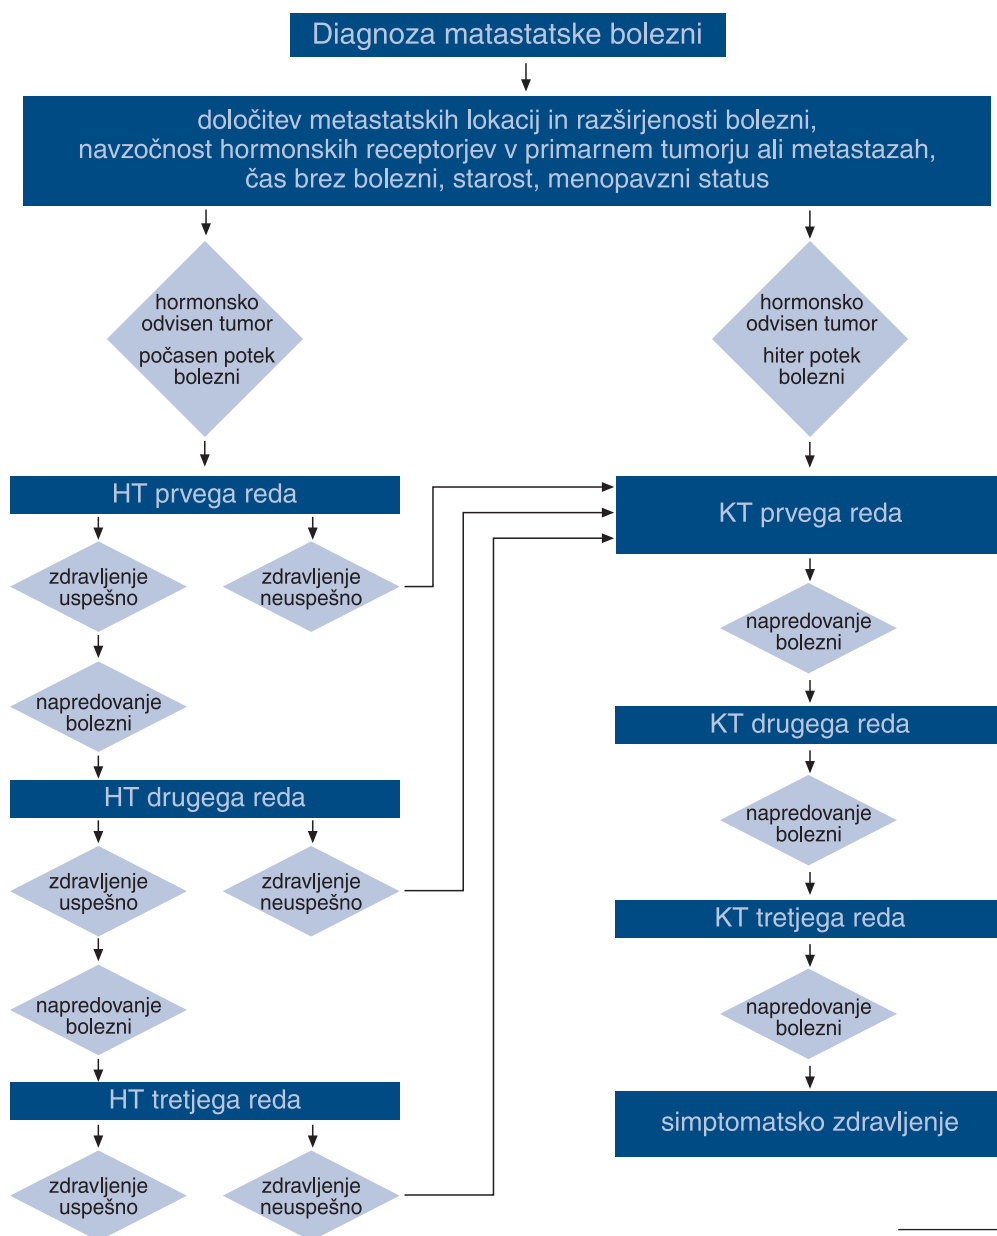 Diagnoza matastatske bolezni
določitev metastatskih lokacij in razširjenosti bolezni,
navzočnost hormonskih receptorjev v primarnem tumorju ali metastazah,
čas brez bolezni, starost, menopavzni status
hormonsko
odvisen tumor
počasen potek
bolezni
hormonsko
odvisen tumor
hiter potek
bolezni
HT prvega reda
KT prvega reda
zdravljenje
uspešno
zdravljenje
neuspešno
napredovanje
bolezni
napredovanje
bolezni
KT drugega reda
HT drugega reda
napredovanje
bolezni
zdravljenje
uspešno
zdravljenje
neuspešno
KT tretjega reda
napredovanje
bolezni
napredovanje
bolezni
HT tretjega reda
simptomatsko zdravljenje
zdravljenje
uspešno
zdravljenje
neuspešno